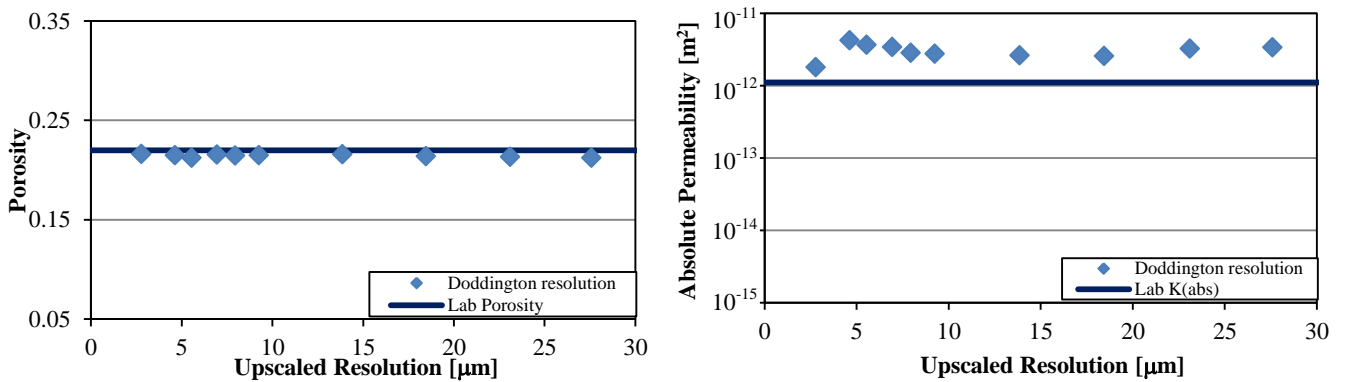 0.35
0.25
0.15
0.05
Porosity
0 5 10 15 20 25 30
Upscaled Resolution [μm]
Doddington resolution
Lab Porosity
10⁻¹¹
10⁻¹²
10⁻¹³
10⁻¹⁴
10⁻¹⁵
Absolute Permeability [m²]
0 5 10 15 20 25 30
Upscaled Resolution [μm]
Doddington resolution
Lab K(abs)